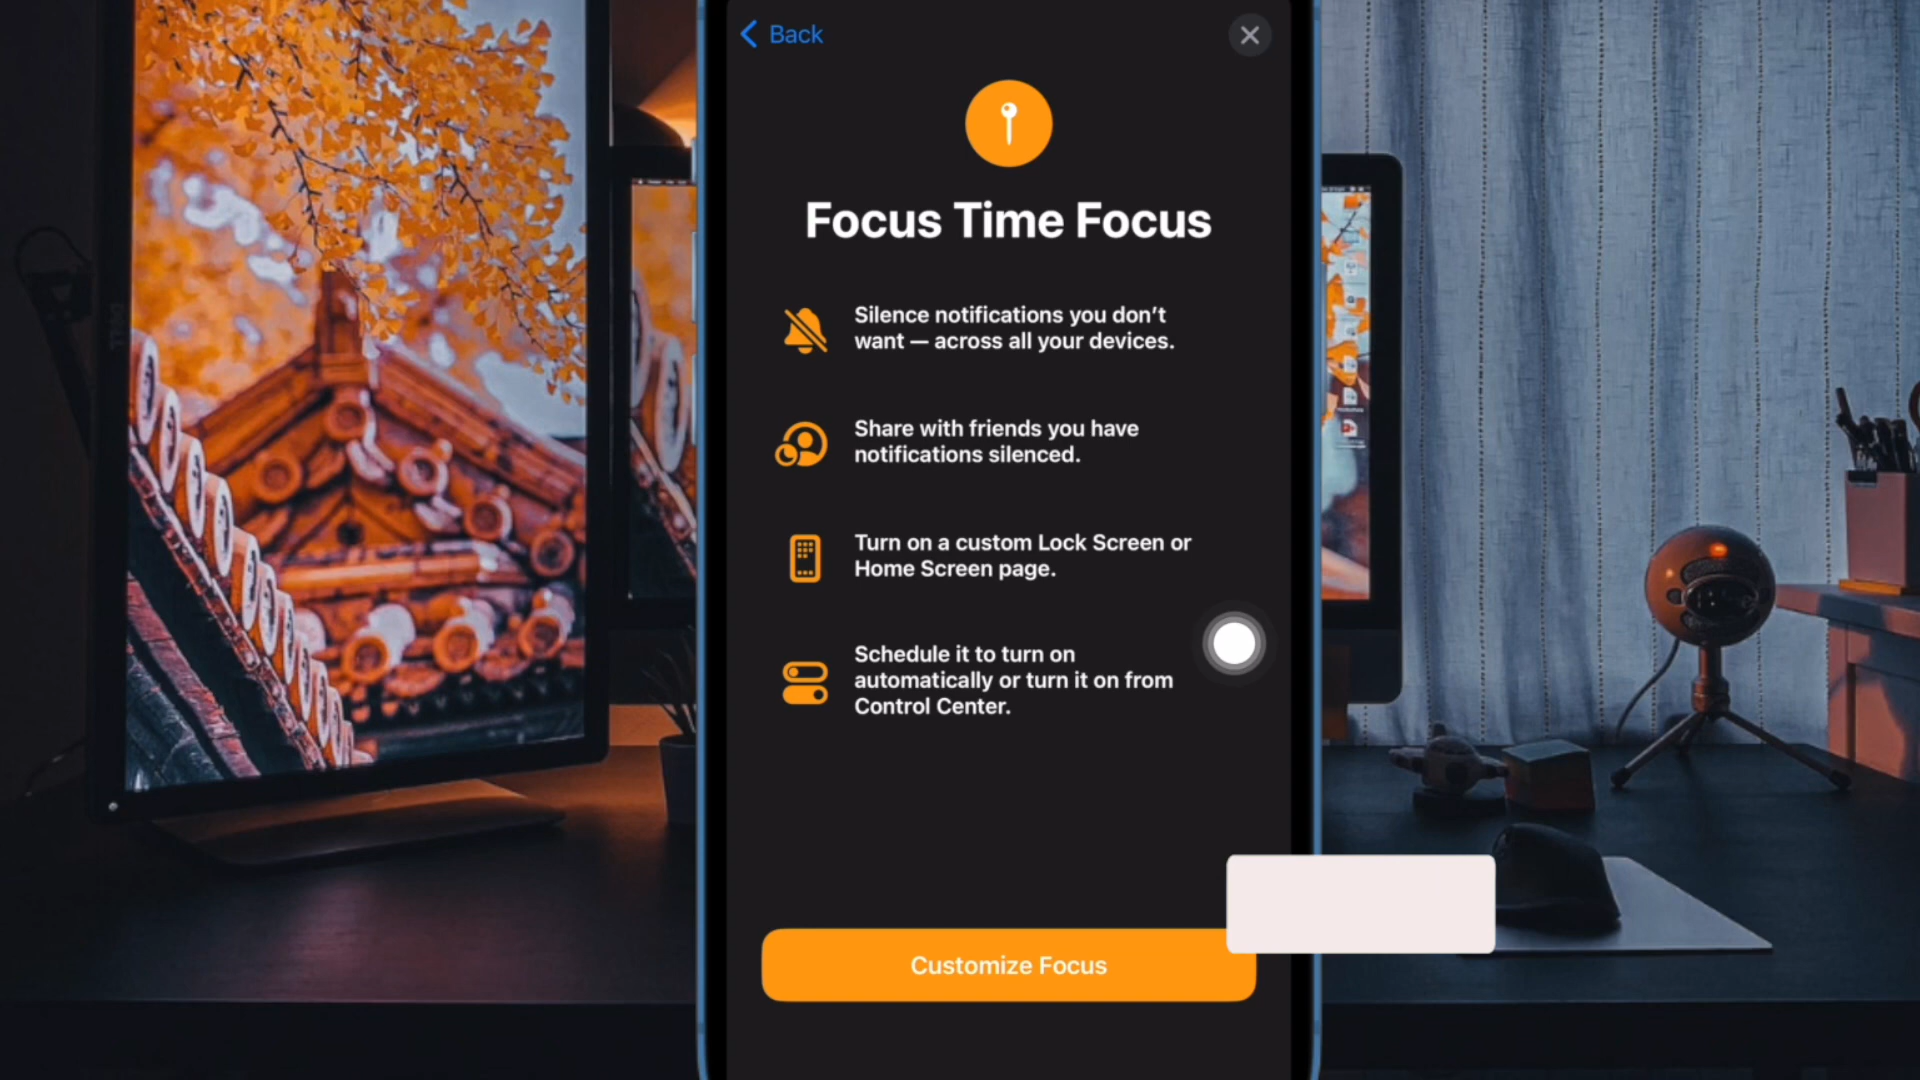 Back
Focus Time Focus
Silence notifications you don't
want — across all your devices.
Share with friends you have
notifications silenced.
Turn on a custom Lock Screen or
Home Screen page.
Schedule it to turn on
automatically or turn it on from
Control Center.
Customize Focus